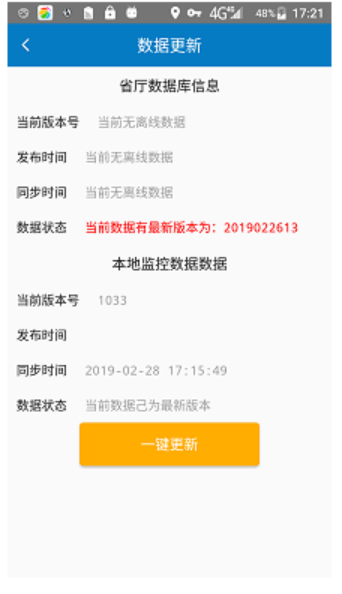 4G 48% 17:21
数据更新
省厅数据库信息
当前版本号 当前无离线数据
发布时间 当前无离线数据
同步时间 当前无离线数据
数据状态 当前数据有最新版本为：2019022613
本地监控数据数据
当前版本号 1033
发布时间
同步时间 2019-02-28 17:15:49
数据状态 当前数据己为最新版本
一键更新